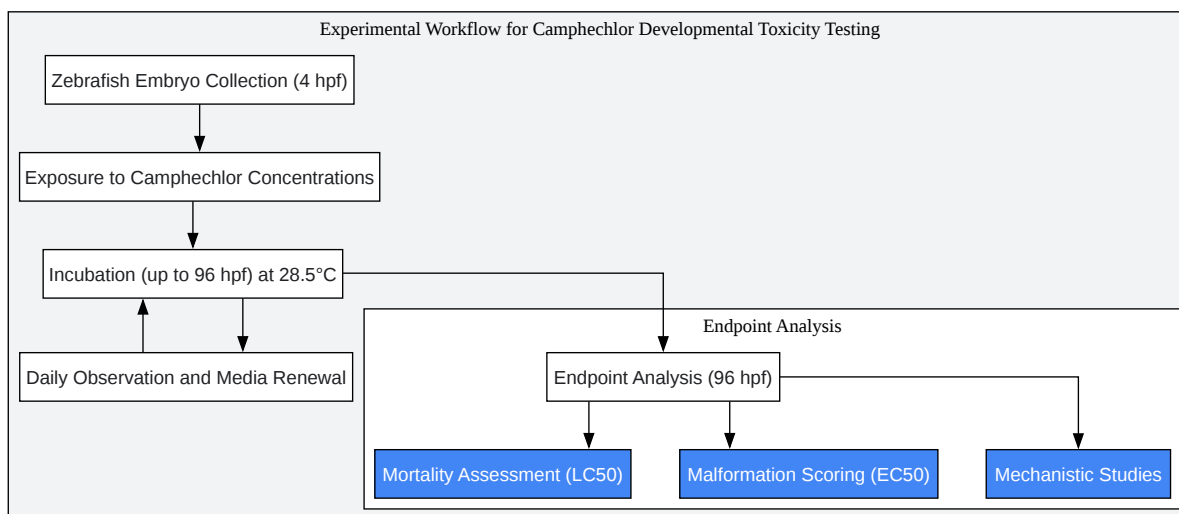 Experimental Workflow for Camphechlor Developmental Toxicity Testing
Zebrafish Embryo Collection (4 hpf)
Exposure to Camphechlor Concentrations
Incubation (up to 96 hpf) at 28.5°C
Daily Observation and Media Renewal
Endpoint Analysis
Endpoint Analysis (96 hpf)
Mortality Assessment (LC50)
Malformation Scoring (EC50)
Mechanistic Studies